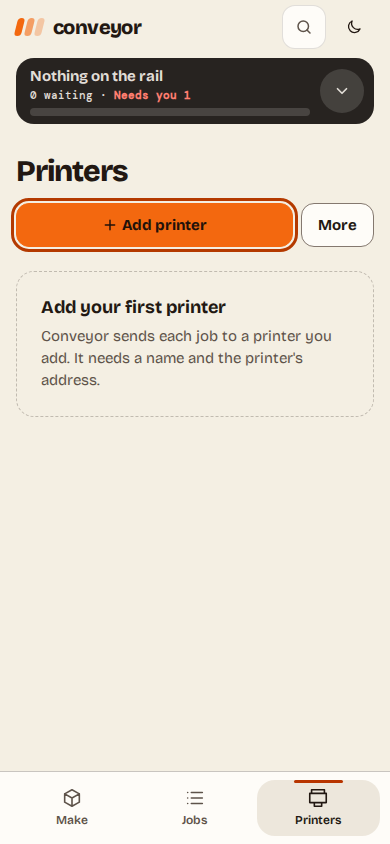 conveyor
Nothing on the rail
0 waiting · Needs you 1
Printers
+ Add printer
More
Add your first printer
Conveyor sends each job to a printer you
add. It needs a name and the printer's
address.
Make
Jobs
Printers